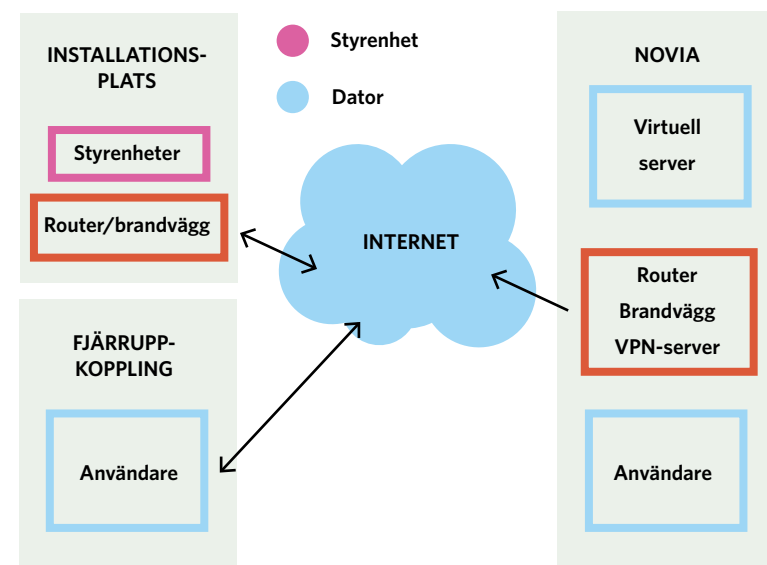 INSTALLATIONS-
PLATS
Styrenheter
Router/brandvägg
FJÄRRUPP-
KOPPLING
Användare
Styrenhet
Dator
INTERNET
NOVIA
Virtuell
server
Router
Brandvägg
VPN-server
Användare